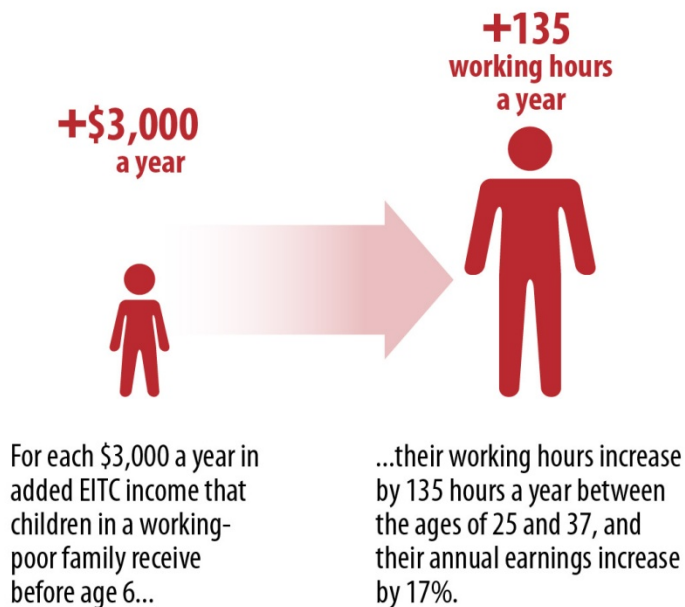 +$3,000
a year
+135
working hours
a year
For each $3,000 a year in
added EITC income that
children in a working-
poor family receive
before age 6...
...their working hours increase
by 135 hours a year between
the ages of 25 and 37, and
their annual earnings increase
by 17%.